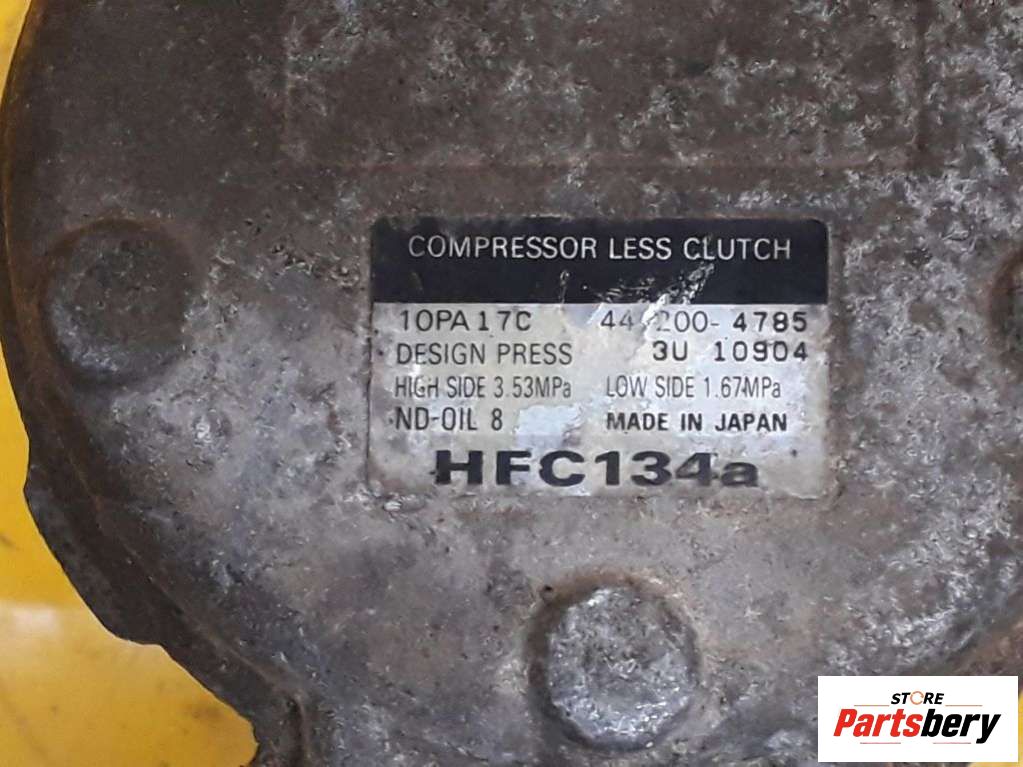 COMPRESSOR LESS CLUTCH
10PA17C 200-4785
DESIGN PRESS 3U 10904
HIGH SIDE 3.53MPa LOW SIDE 1.67MPa
ND-OIL 8 MADE IN JAPAN
HFC134a
STORE
Partsbery